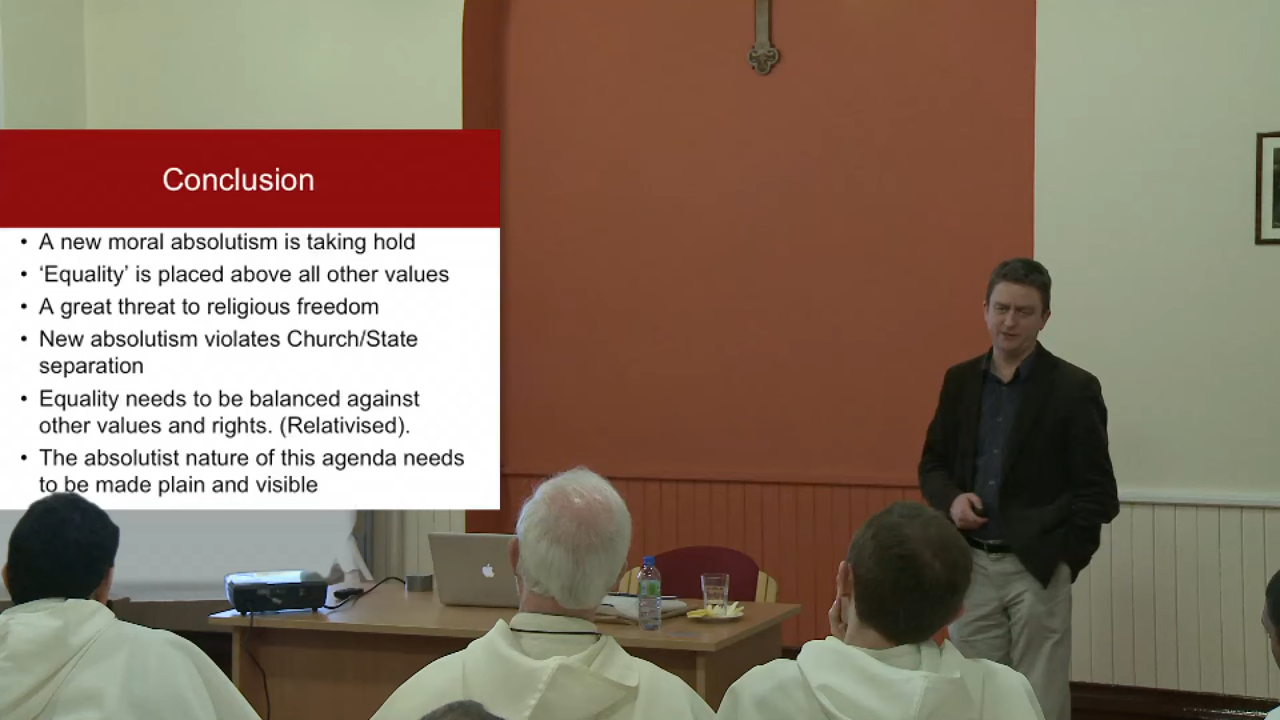 Conclusion
• A new moral absolutism is taking hold
• ‘Equality’ is placed above all other values
• A great threat to religious freedom
• New absolutism violates Church/State
separation
• Equality needs to be balanced against
other values and rights. (Relativised).
• The absolutist nature of this agenda needs
to be made plain and visible